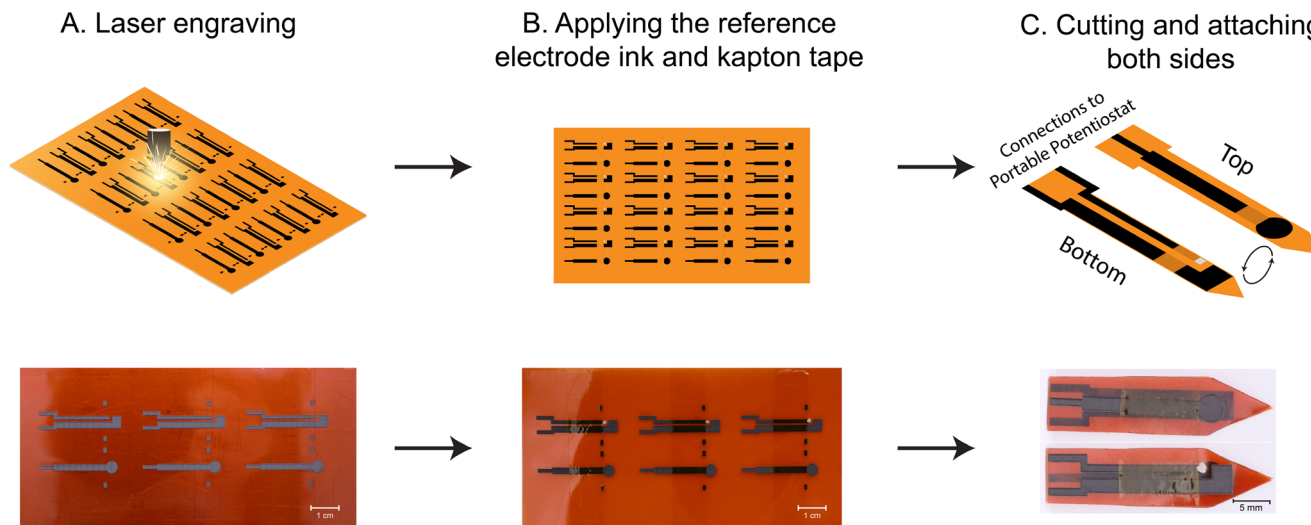 A. Laser engraving
B. Applying the reference
electrode ink and kapton tape
C. Cutting and attaching
both sides
Connections to
Portable Potentiostat
Top
Bottom
1 cm
1 cm
5 mm